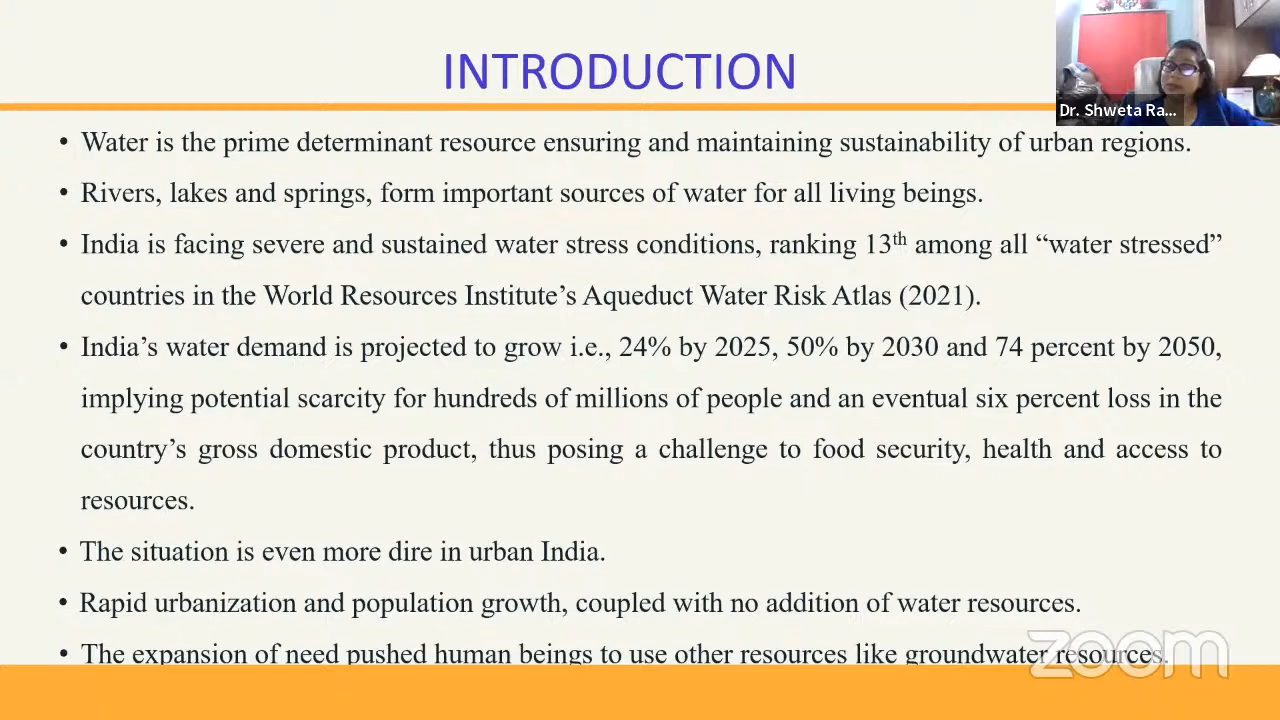 INTRODUCTION
Dr. Shweta Ra...
• Water is the prime determinant resource ensuring and maintaining sustainability of urban regions.
• Rivers, lakes and springs, form important sources of water for all living beings.
• India is facing severe and sustained water stress conditions, ranking 13th among all “water stressed”
countries in the World Resources Institute’s Aqueduct Water Risk Atlas (2021).
• India’s water demand is projected to grow i.e., 24% by 2025, 50% by 2030 and 74 percent by 2050,
implying potential scarcity for hundreds of millions of people and an eventual six percent loss in the
country’s gross domestic product, thus posing a challenge to food security, health and access to
resources.
• The situation is even more dire in urban India.
• Rapid urbanization and population growth, coupled with no addition of water resources.
• The expansion of need pushed human beings to use other resources like groundwater resources.
zoom